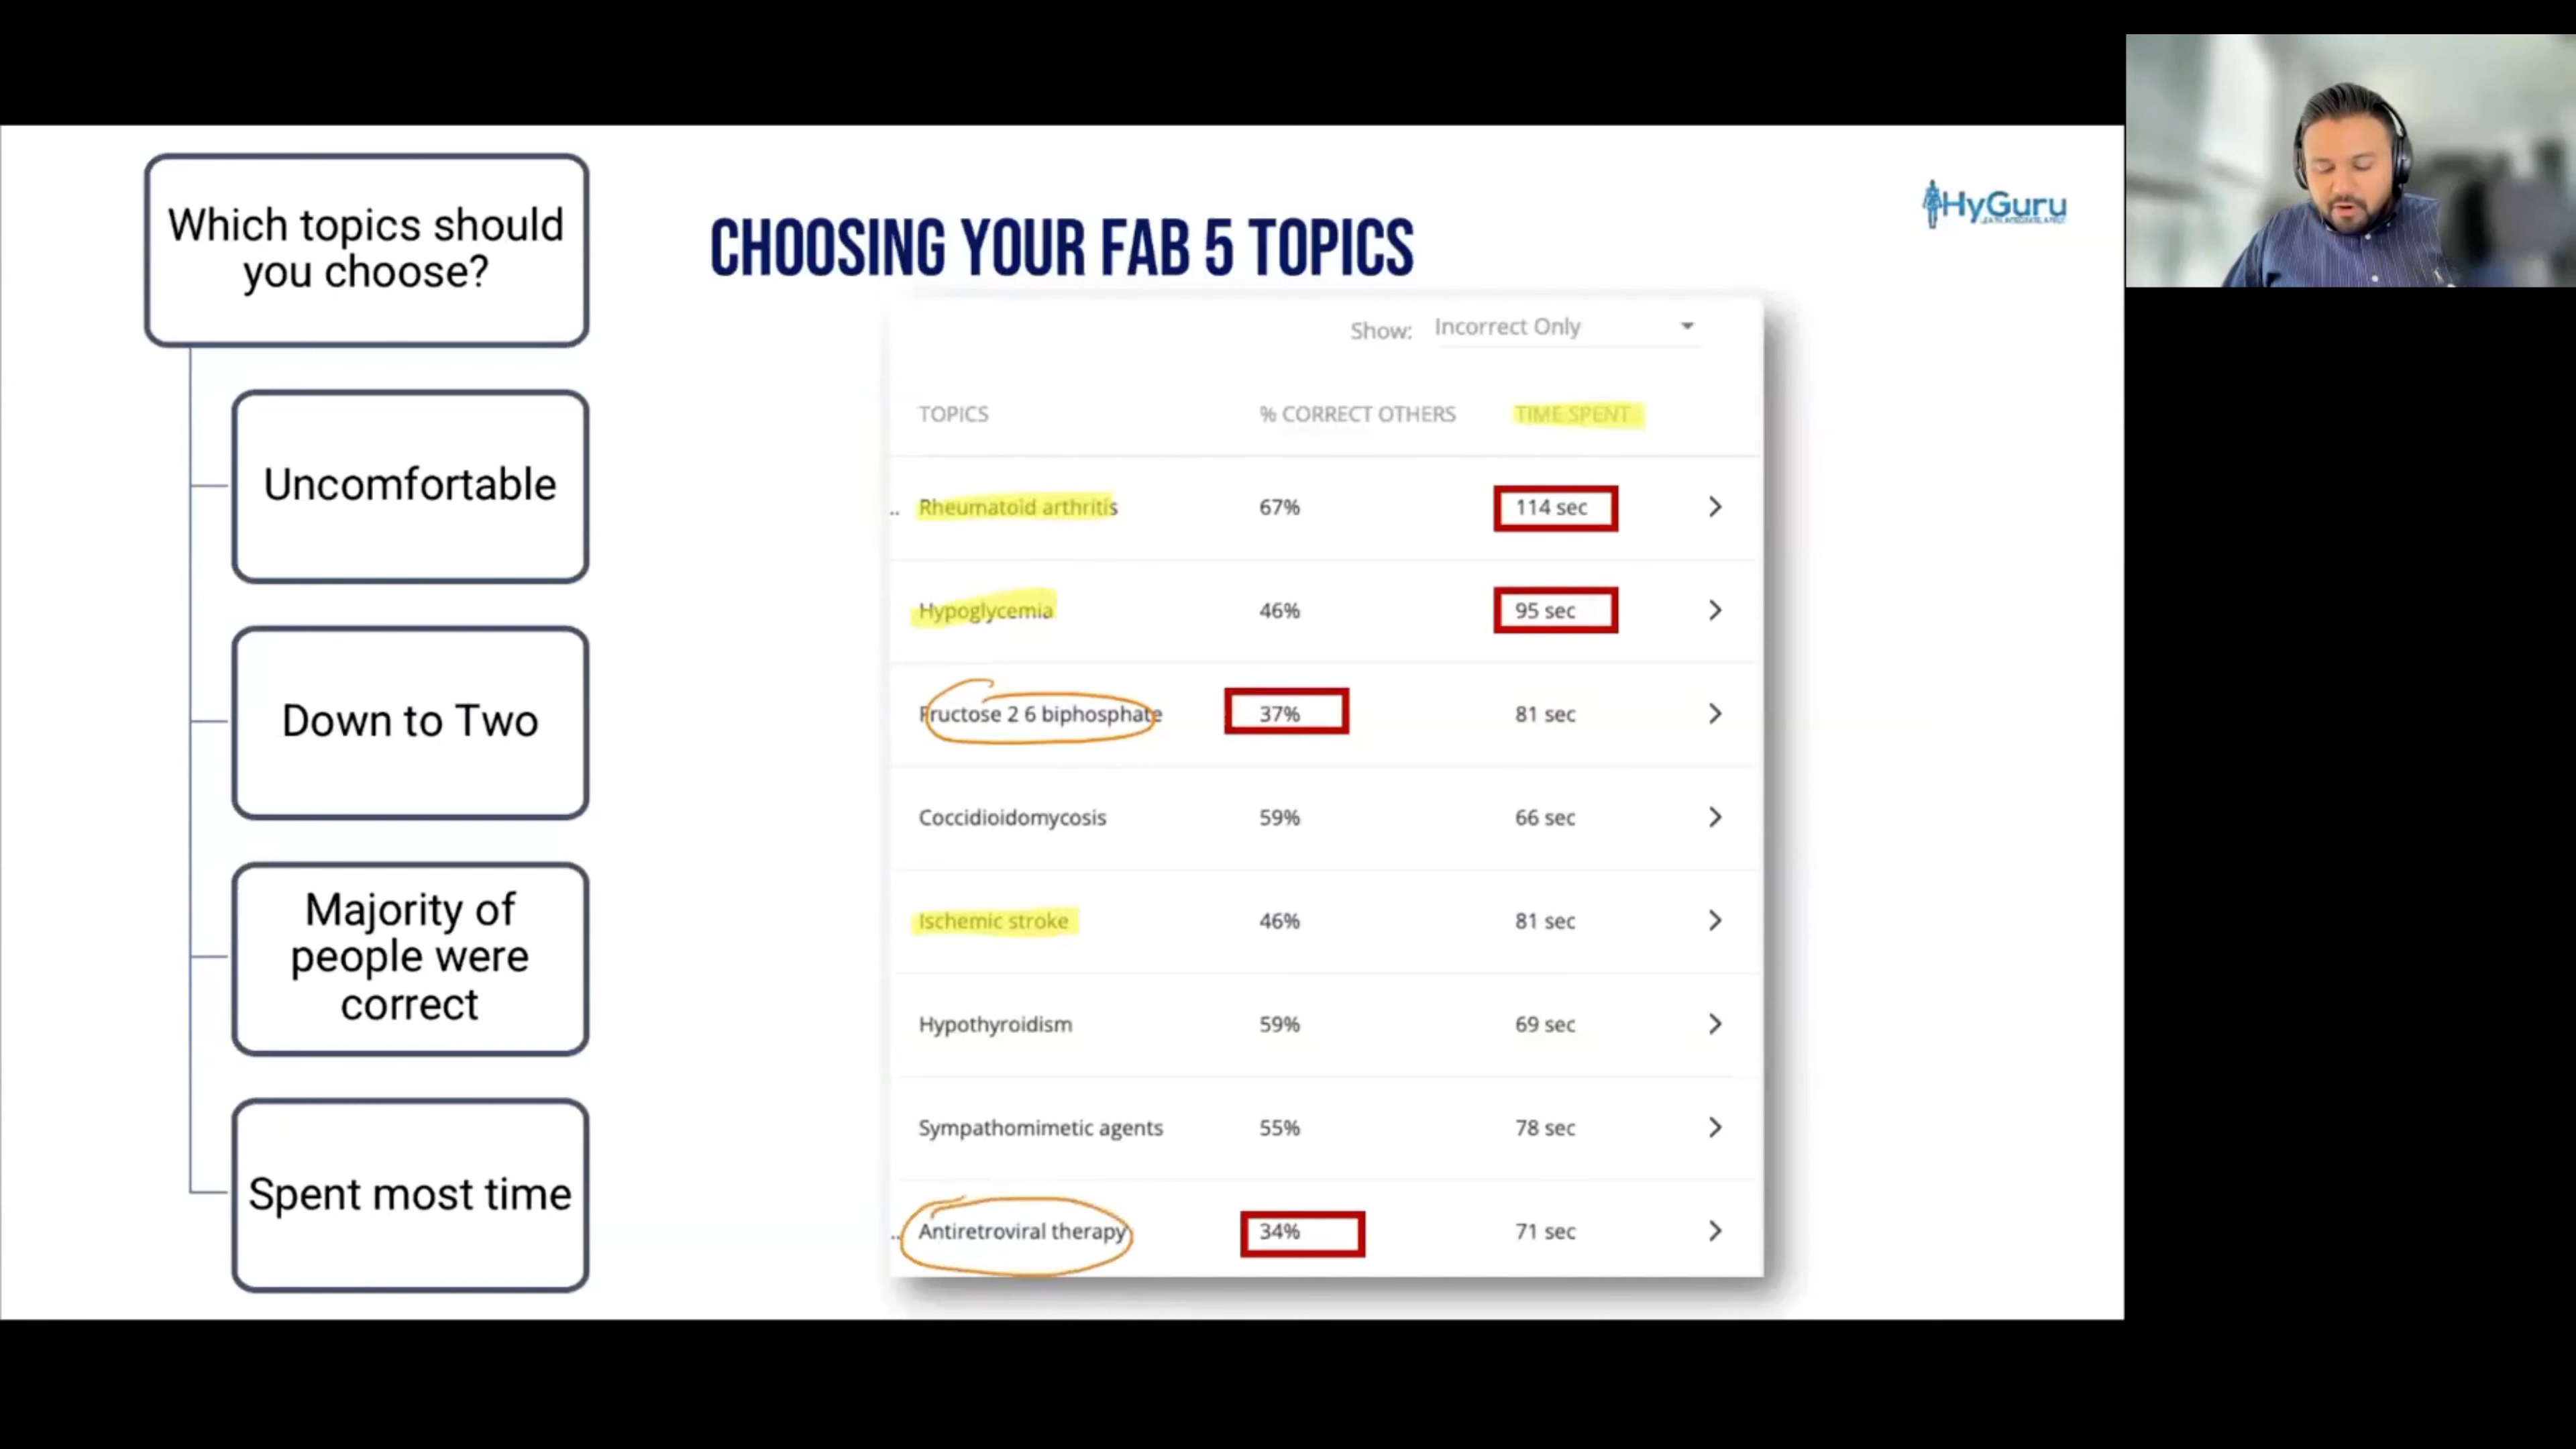 Which topics should
you choose?
Uncomfortable
Down to Two
Majority of
people were
correct
Spent most time
CHOOSING YOUR FAB 5 TOPICS
HyGuru
Show: Incorrect Only
TOPICS % CORRECT OTHERS TIME SPENT
.. Rheumatoid arthritis 67% 114 sec
Hypoglycemia 46% 95 sec
Fructose 2 6 biphosphate 37% 81 sec
Coccidioidomycosis 59% 66 sec
Ischemic stroke 46% 81 sec
Hypothyroidism 59% 69 sec
Sympathomimetic agents 55% 78 sec
.. Antiretroviral therapy 34% 71 sec